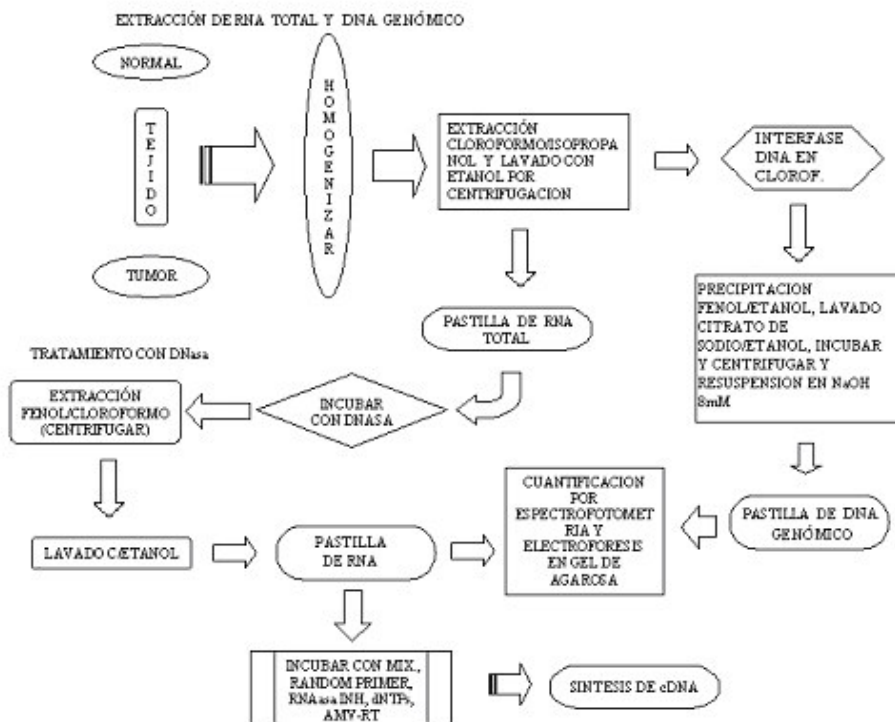 EXTRACCIÓN DE RNA TOTAL Y DNA GENÓMICO
NORMAL
TEJIDO
TUMOR
HOMOGENIZAR
EXTRACCIÓN
CLOROFORMO/ISOPROPA
NOL Y LAVADO CON
ETANOL POR
CENTRIFUGACION
INTERFASE
DNA EN
CLOROF.
PASTILLA DE RNA
TOTAL
PRECIPITACION
FENOL/ETANOL, LAVADO
CITRATO DE
SODIO/ETANOL, INCUBAR
Y CENTRIFUGAR Y
RESUSPENSION EN NaOH
8mM
TRATAMIENTO CON DNasa
INCUBAR
CON DNASA
EXTRACCIÓN
FENOL/CLOROFORMO
(CENTRIFUGAR)
LAVADO C/ETANOL
PASTILLA
DE RNA
CUANTIFICACION
POR
ESPECTROFOTOMET
RIA Y
ELECTROFORESIS
EN GEL DE
AGAROSA
PASTILLA DE DNA
GENÓMICO
INCUBAR CON MIX.,
RANDOM PRIMER,
RNAasa INH, dNTPs,
AMV-RT
SINTESIS DE cDNA